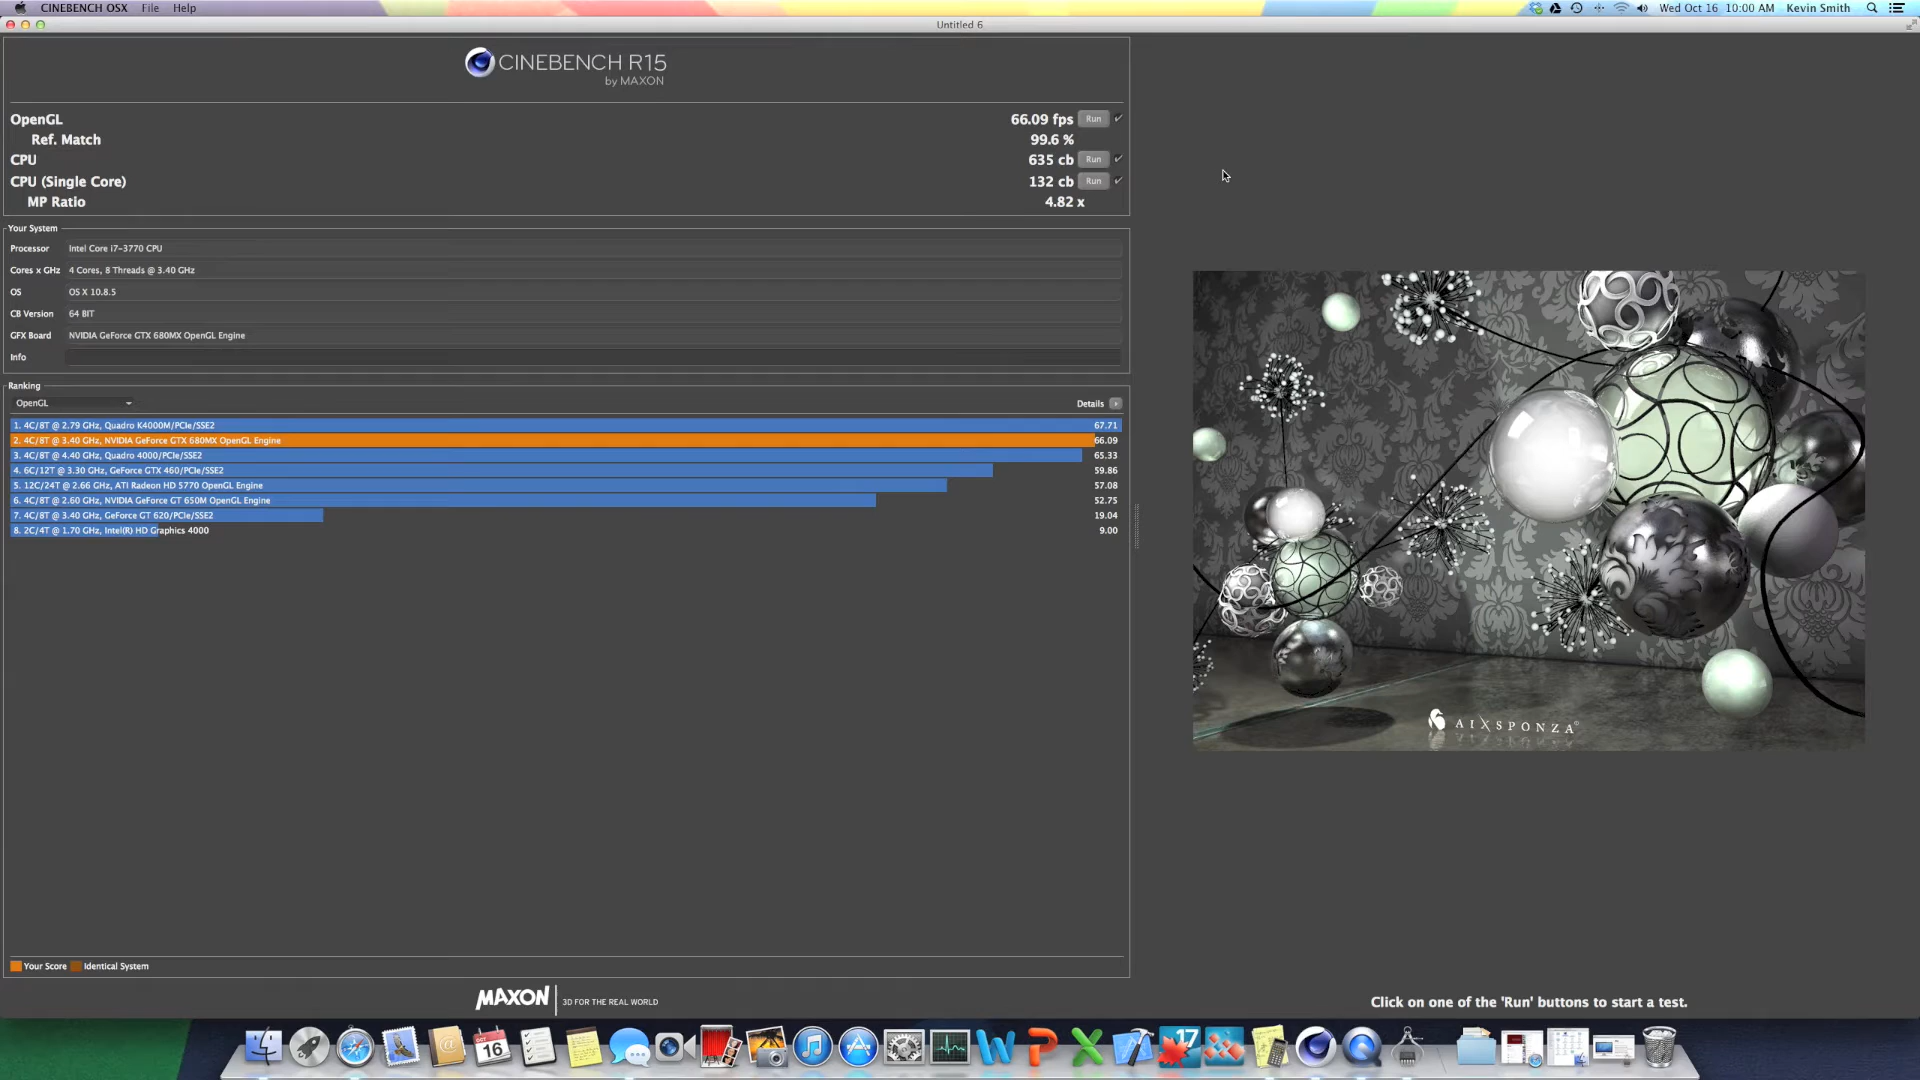 CINEBENCH OSX File Help
Wed Oct 16 10:00 AM Kevin Smith
Untitled 6
CINEBENCH R15
by MAXON
OpenGL 66.09 fps Run
Ref. Match 99.6 %
CPU 635 cb Run
CPU (Single Core) 132 cb Run
MP Ratio 4.82 x
Your System
Processor Intel Core i7-3770 CPU
Cores x GHz 4 Cores, 8 Threads @ 3.40 GHz
OS OS X 10.8.5
CB Version 64 BIT
GFX Board NVIDIA GeForce GTX 680MX OpenGL Engine
Info
Ranking
OpenGL Details
1. 4C/8T @ 2.79 GHz, Quadro K4000M/PCIe/SSE2 67.71
2. 4C/8T @ 3.40 GHz, NVIDIA GeForce GTX 680MX OpenGL Engine 66.09
3. 4C/8T @ 4.40 GHz, Quadro 4000/PCIe/SSE2 65.33
4. 6C/12T @ 3.30 GHz, GeForce GTX 460/PCIe/SSE2 59.86
5. 12C/24T @ 2.66 GHz, ATI Radeon HD 5770 OpenGL Engine 57.08
6. 4C/8T @ 2.60 GHz, NVIDIA GeForce GT 650M OpenGL Engine 52.75
7. 4C/8T @ 3.40 GHz, GeForce GT 620/PCIe/SSE2 19.04
8. 2C/4T @ 1.70 GHz, Intel(R) HD Graphics 4000 9.00
AIXSPONZA®
Your Score Identical System
MAXON 3D FOR THE REAL WORLD
Click on one of the 'Run' buttons to start a test.
OCT
16
17